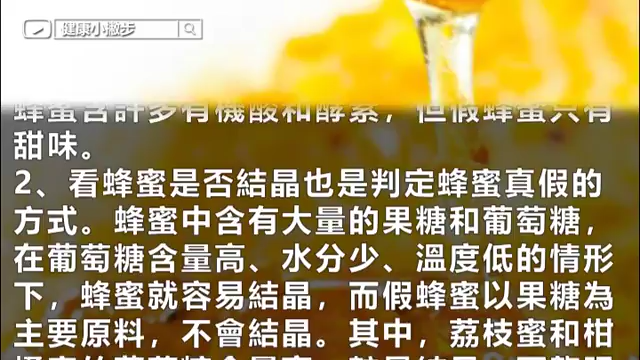 健康小撇步
蜂蜜含許多有機酸和酵素，但假蜂蜜只有
甜味。
2、看蜂蜜是否結晶也是判定蜂蜜真假的
方式。蜂蜜中含有大量的果糖和葡萄糖，
在葡萄糖含量高、水分少、溫度低的情形
下，蜂蜜就容易結晶，而假蜂蜜以果糖為
主要原料，不會結晶。其中，荔枝蜜和柑